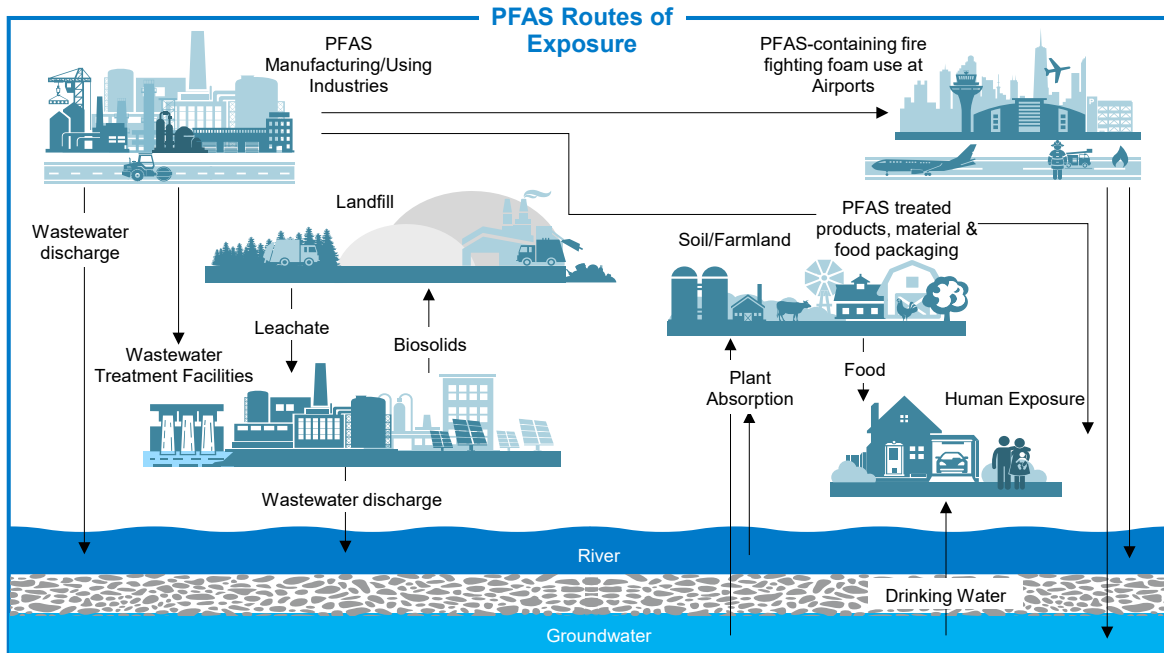 PFAS Routes of
Exposure
PFAS
Manufacturing/Using
Industries
PFAS-containing fire
fighting foam use at
Airports
P
Wastewater
discharge
Landfill
Soil/Farmland
PFAS treated
products, material &
food packaging
Leachate
Biosolids
Wastewater
Treatment Facilities
Plant
Absorption
Food
Human Exposure
Wastewater discharge
River
Drinking Water
Groundwater